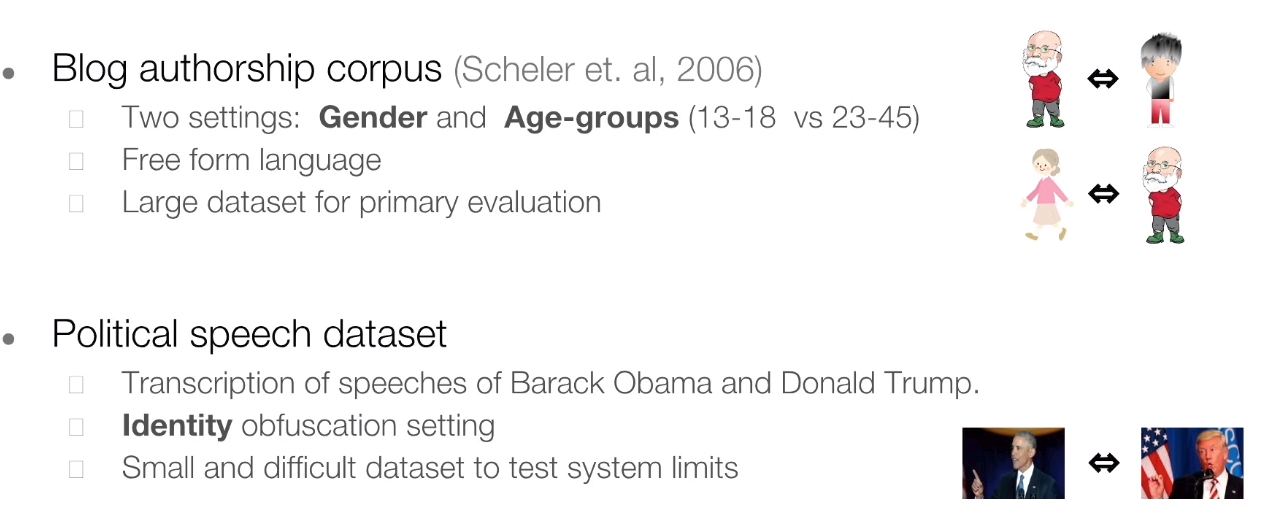 • Blog authorship corpus (Scheler et. al, 2006)
Two settings: Gender and Age-groups (13-18 vs 23-45)
Free form language
Large dataset for primary evaluation
• Political speech dataset
Transcription of speeches of Barack Obama and Donald Trump.
Identity obfuscation setting
Small and difficult dataset to test system limits